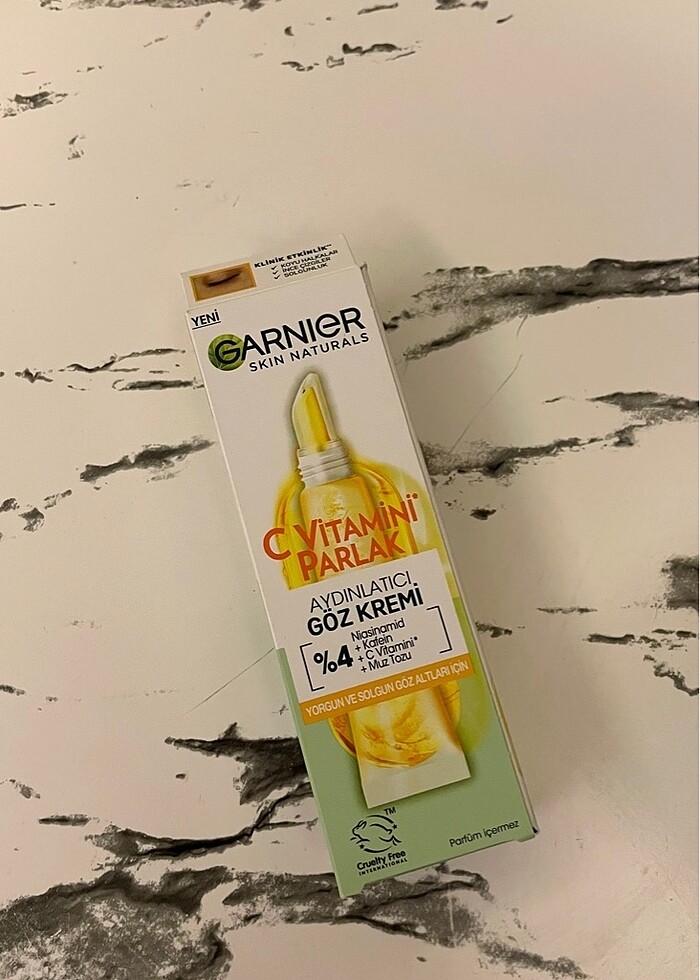 KLİNİK ETKİNLİK**
KOYU HALKALAR
İNCE ÇİZGİLER
SOLGUNLUK
YENİ
GARNIER
SKIN NATURALS
C VİTAMİNİ*
PARLAK
AYDINLATICI
GÖZ KREMİ
%4
Niasinamid
+ Kafein
+ C Vitamini*
+ Muz Tozu
YORGUN VE SOLGUN GÖZ ALTLARI İÇİN
TM
Cruelty Free
INTERNATIONAL
Parfüm içermez